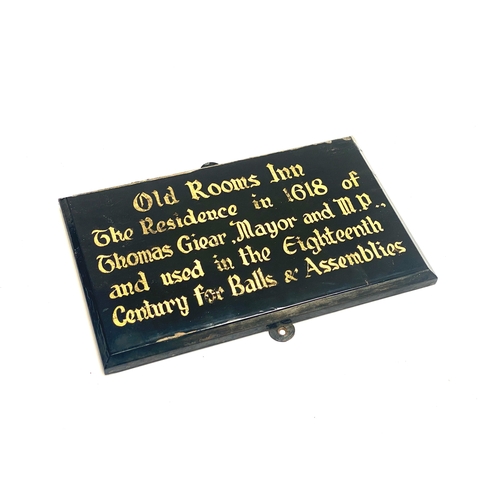 Old Rooms Inn
The Residence in 1618 of
Thomas Giear, Mayor and M.P.,
and used in the Eighteenth
Century for Balls & Assemblies